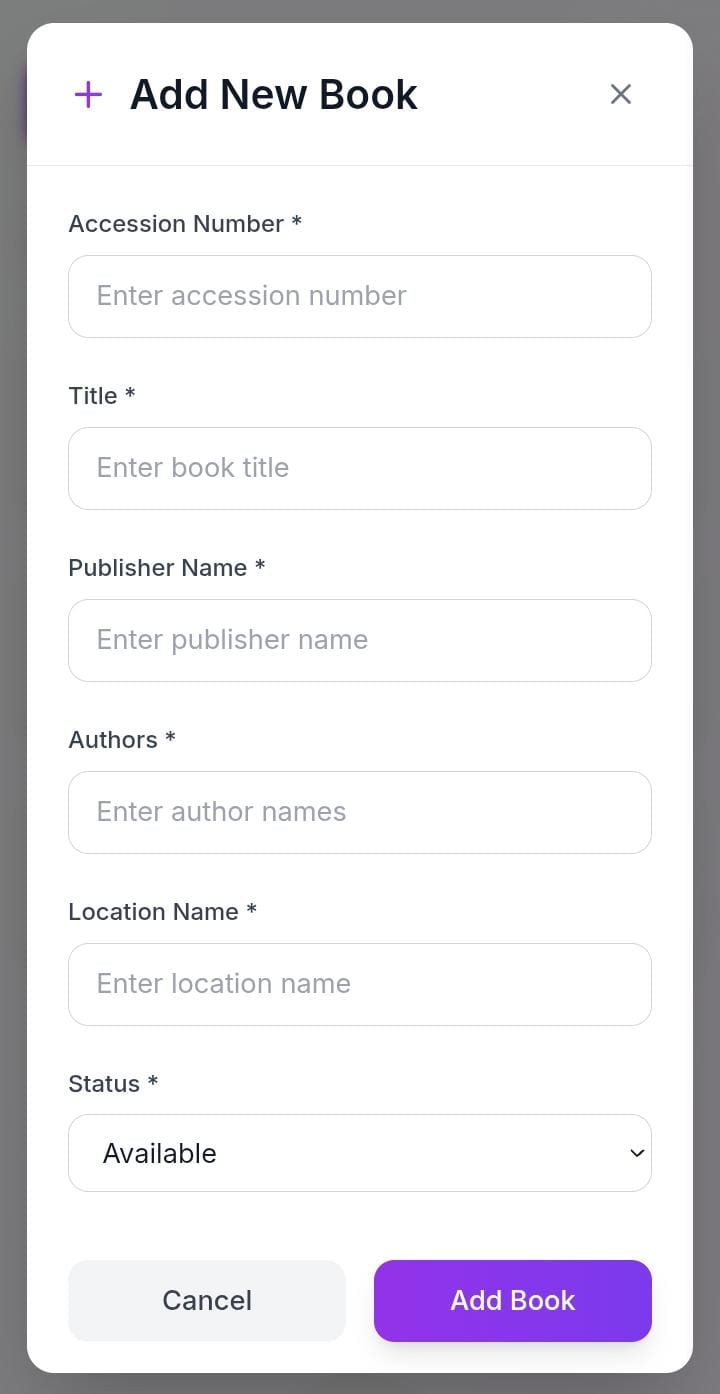 Add New Book
Accession Number *
Enter accession number
Title *
Enter book title
Publisher Name *
Enter publisher name
Authors *
Enter author names
Location Name *
Enter location name
Status *
Available
Cancel
Add Book